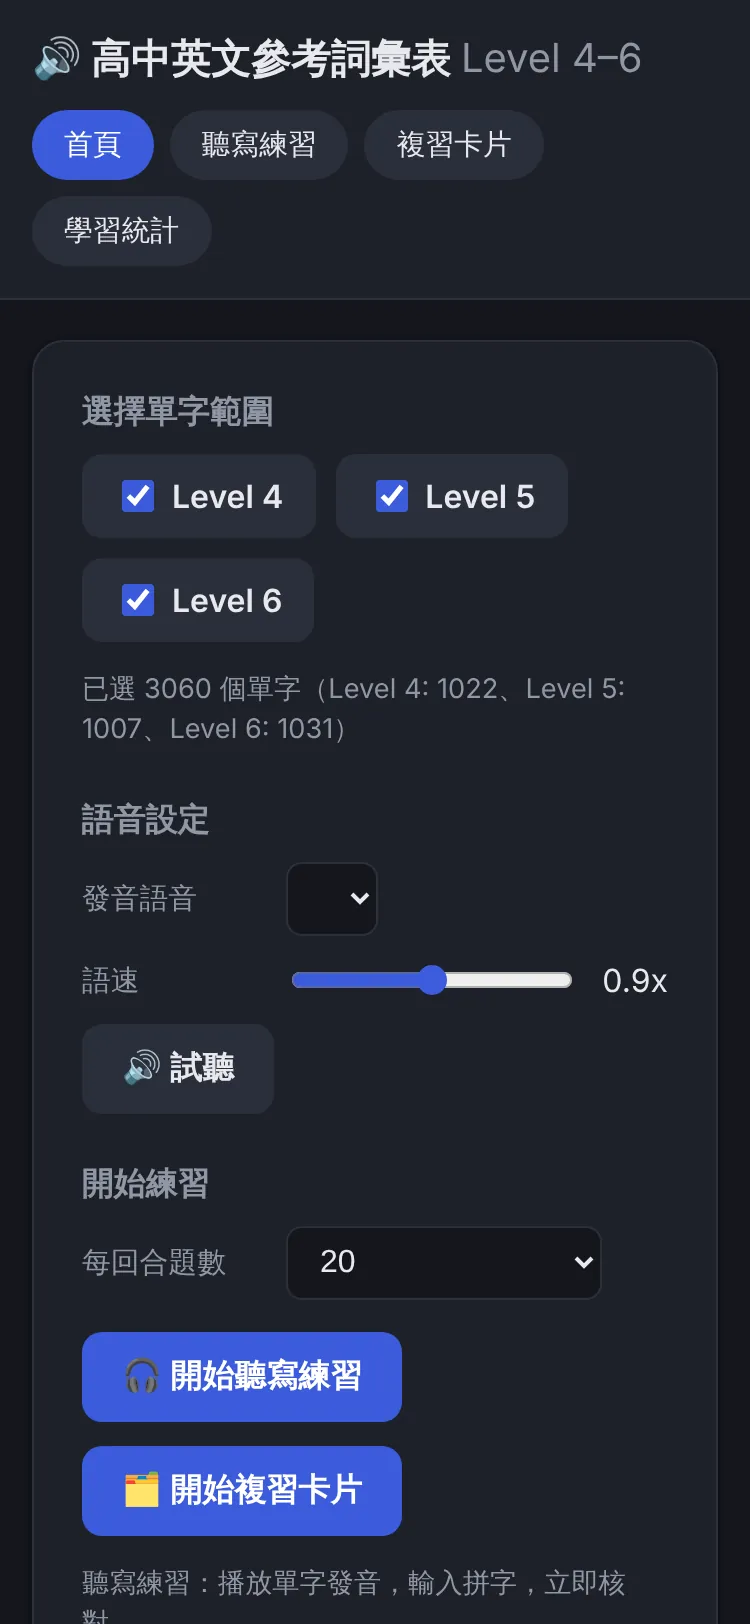 高中英文參考詞彙表 Level 4–6
首頁 聽寫練習 複習卡片
學習統計
選擇單字範圍
Level 4 Level 5
Level 6
已選 3060 個單字（Level 4: 1022、Level 5:
1007、Level 6: 1031）
語音設定
發音語音
語速 0.9x
試聽
開始練習
每回合題數 20
開始聽寫練習
開始複習卡片
聽寫練習：播放單字發音，輸入拼字，立即核
對